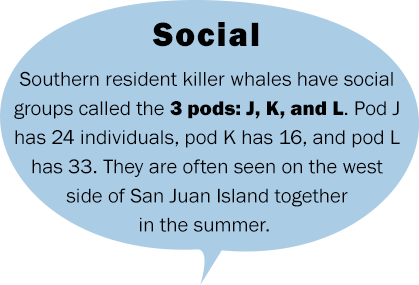 Social
Southern resident killer whales have social
groups called the 3 pods: J, K, and L. Pod J
has 24 individuals, pod K has 16, and pod L
has 33. They are often seen on the west
side of San Juan Island together
in the summer.